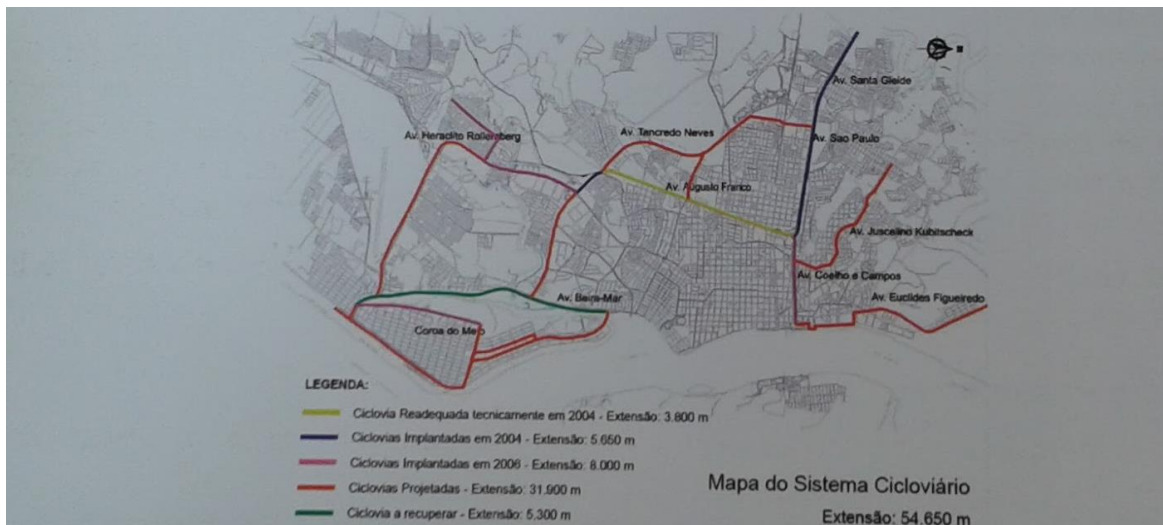 Av. Santa Gleide
Av. Heraclito Rollemberg
Av. Tancredo Neves
Av. Sao Paulo
Av. Augusto Franco
Av. Juscelino Kubitscheck
Av. Coelho e Campos
Av. Beira-Mar
Av. Euclides Figueiredo
Coroa do Meio
LEGENDA:
Ciclovia Readequada tecnicamente em 2004 - Extensão: 3.800 m
Ciclovias Implantadas em 2004 - Extensão: 5.650 m
Ciclovias Implantadas em 2006 - Extensão: 8.000 m
Ciclovias Projetadas - Extensão: 31.900 m
Ciclovia a recuperar - Extensão: 5.300 m
Mapa do Sistema Cicloviário
Extensão: 54.650 m